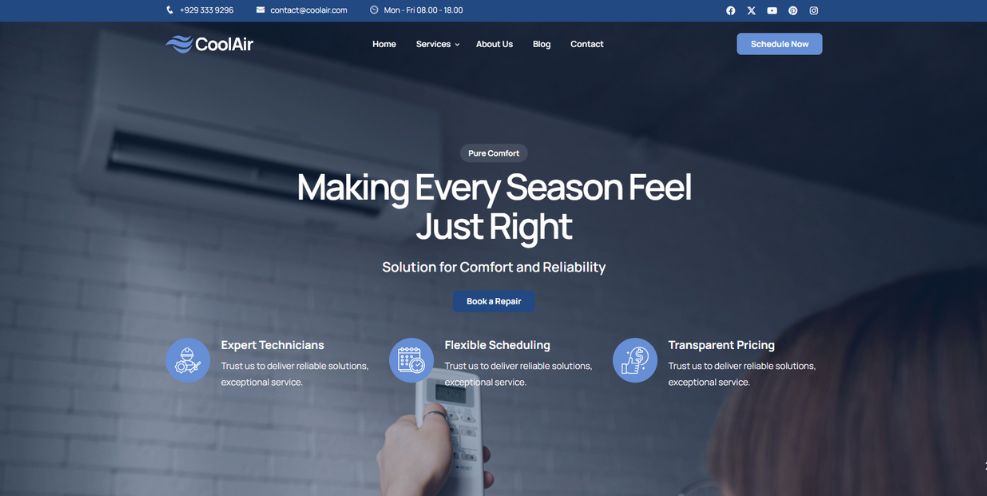 +929 333 9296 contact@coolair.com Mon - Fri 08.00 - 18.00
CoolAir Home Services About Us Blog Contact Schedule Now
Pure Comfort
Making Every Season Feel
Just Right
Solution for Comfort and Reliability
Book a Repair
Expert Technicians
Trust us to deliver reliable solutions,
exceptional service.
Flexible Scheduling
Trust us to deliver reliable solutions,
exceptional service.
Transparent Pricing
Trust us to deliver reliable solutions,
exceptional service.